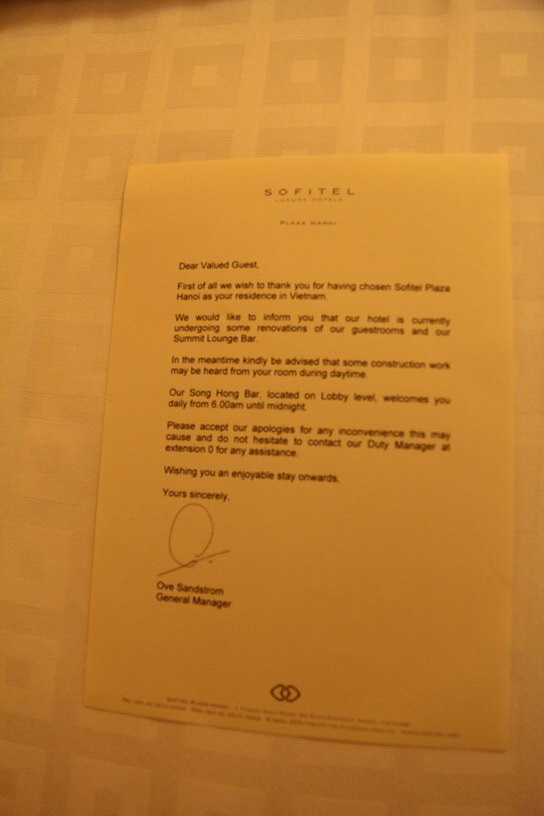 SOFITEL
LUXURY HOTELS
PLAZA HANOI
Dear Valued Guest,
First of all we wish to thank you for having chosen Sofitel Plaza
Hanoi as your residence in Vietnam.
We would like to inform you that our hotel is currently
undergoing some renovations of our guestrooms and our
Summit Lounge Bar.
In the meantime kindly be advised that some construction work
may be heard from your room during daytime.
Our Song Hong Bar, located on Lobby level, welcomes you
daily from 6.00am until midnight.
Please accept our apologies for any inconvenience this may
cause and do not hesitate to contact our Duty Manager at
extension 0 for any assistance.
Wishing you an enjoyable stay onwards,
Yours sincerely,
Ove Sandstrom
General Manager
SOFITEL PLAZA HANOI